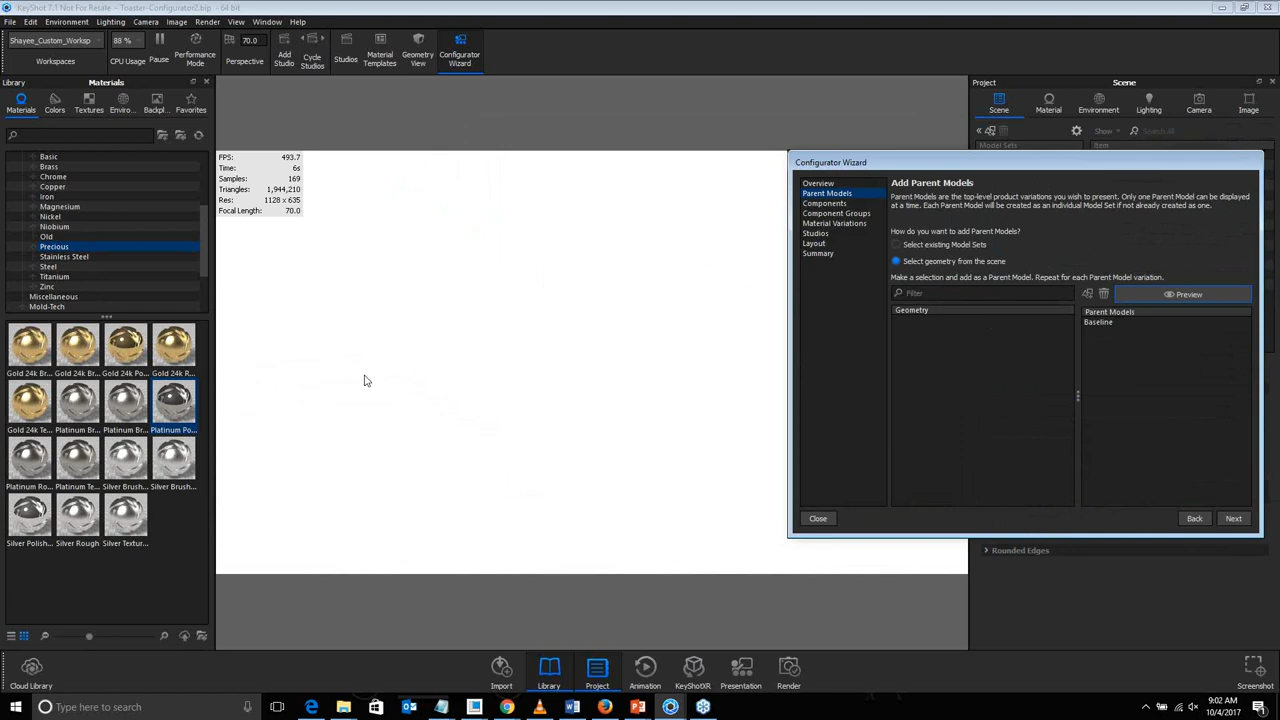 KeyShot 7.1 Not For Resale - Toaster-Configurator2.bip - 64 bit
File Edit Environment Lighting Camera Image Render View Window Help
Shayee_Custom_Worksp 88 % 70.0
Workspaces CPU Usage Pause Performance Mode Perspective Add Studio Cycle Studios Studios Material Templates Geometry View Configurator Wizard
Library Materials Project Scene
Materials Colors Textures Enviro... Backpl... Favorites
Scene Material Environment Lighting Camera Image
Show Search All
Model Sets Item
Basic
Brass
Chrome
Copper
Iron
Magnesium
Nickel
Niobium
Old
Precious
Stainless Steel
Steel
Titanium
Zinc
Miscellaneous
Mold-Tech
FPS: 493.7
Time: 6s
Samples: 169
Triangles: 1,944,210
Res: 1128 x 635
Focal Length: 70.0
Configurator Wizard
Overview
Parent Models
Components
Component Groups
Material Variations
Studios
Layout
Summary
Add Parent Models
Parent Models are the top-level product variations you wish to present. Only one Parent Model can be displayed
at a time. Each Parent Model will be created as an individual Model Set if not already created as one.
How do you want to add Parent Models?
Select existing Model Sets
Select geometry from the scene
Make a selection and add as a Parent Model. Repeat for each Parent Model variation.
Filter Preview
Geometry Parent Models
Baseline
Close Back Next
Rounded Edges
Gold 24k Br... Gold 24k Br... Gold 24k Po... Gold 24k R...
Gold 24k Te... Platinum Br... Platinum Br... Platinum Po...
Platinum Ro... Platinum Te... Silver Brush... Silver Brush...
Silver Polish... Silver Rough Silver Textur...
Cloud Library Import Library Project Animation KeyShotXR Presentation Render Screenshot
Type here to search
9:02 AM
10/4/2017